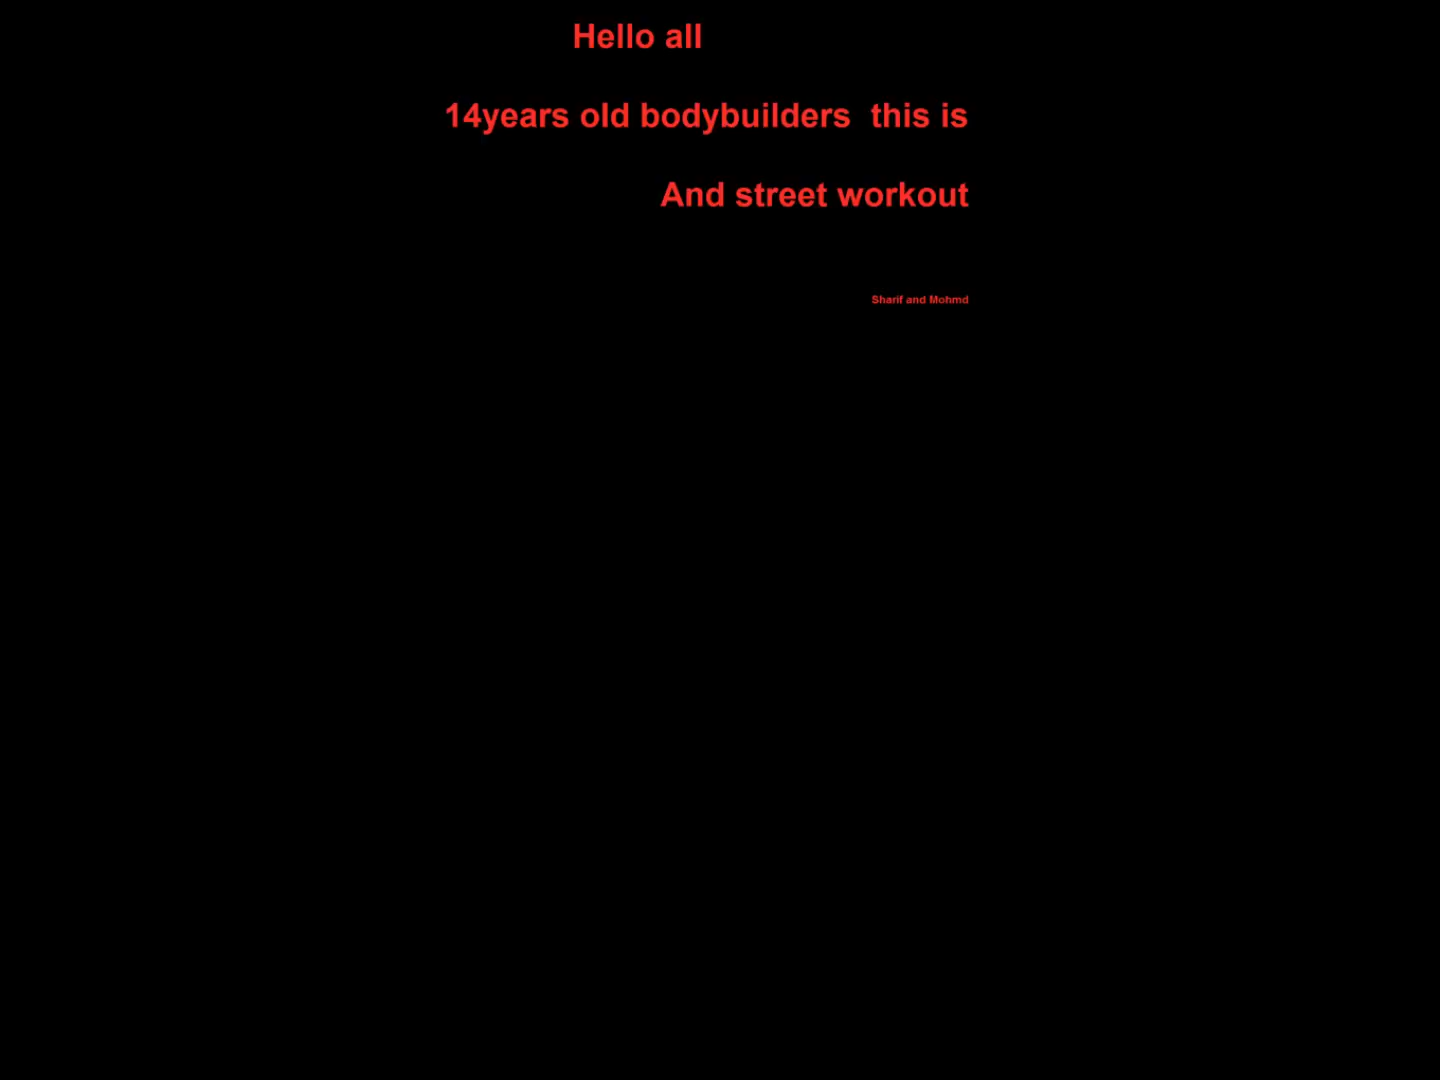 Hello all
14years old bodybuilders  this is
And street workout
Sharif and Mohmd